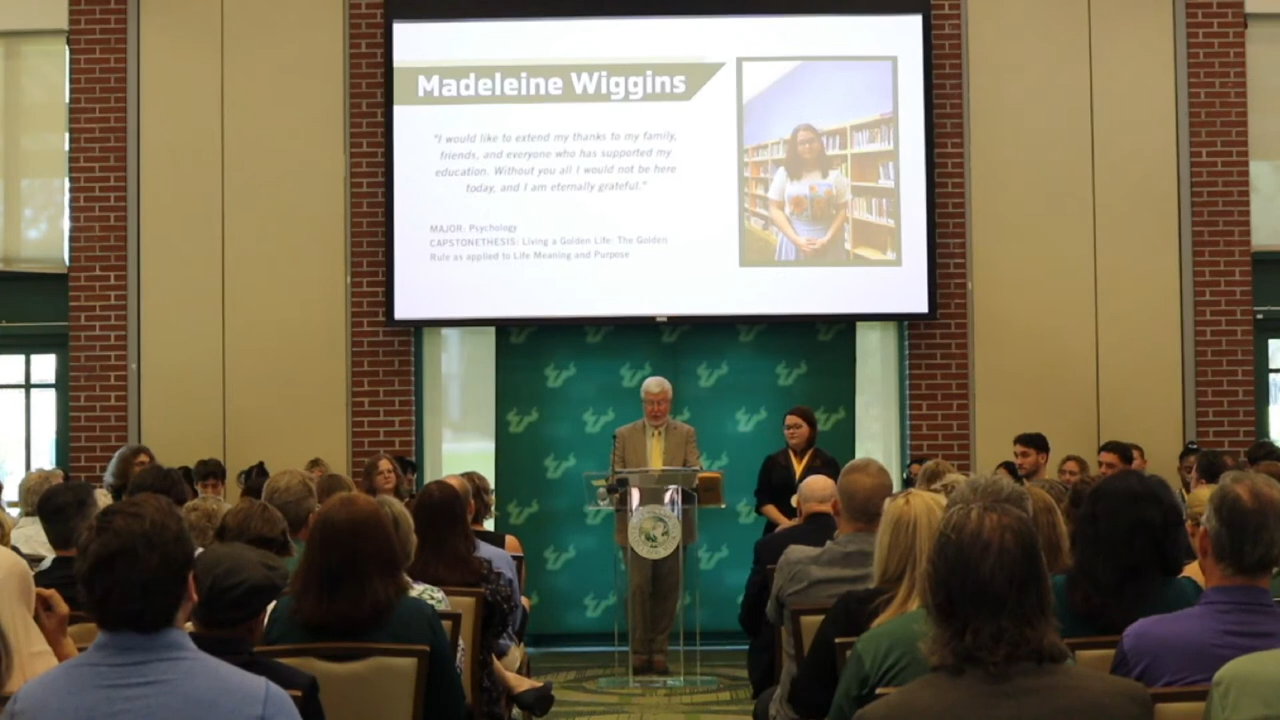 Madeleine Wiggins
"I would like to extend my thanks to my family,
friends, and everyone who has supported my
education. Without you all I would not be here
today, and I am eternally grateful."
MAJOR: Psychology
CAPSTONETHESIS: Living a Golden Life: The Golden
Rule as applied to Life Meaning and Purpose